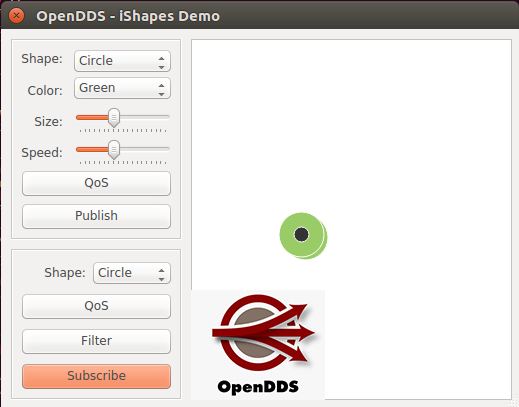 OpenDDS - iShapes Demo
Shape: Circle
Color: Green
Size:
Speed:
QoS
Publish
Shape: Circle
QoS
Filter
Subscribe
OpenDDS